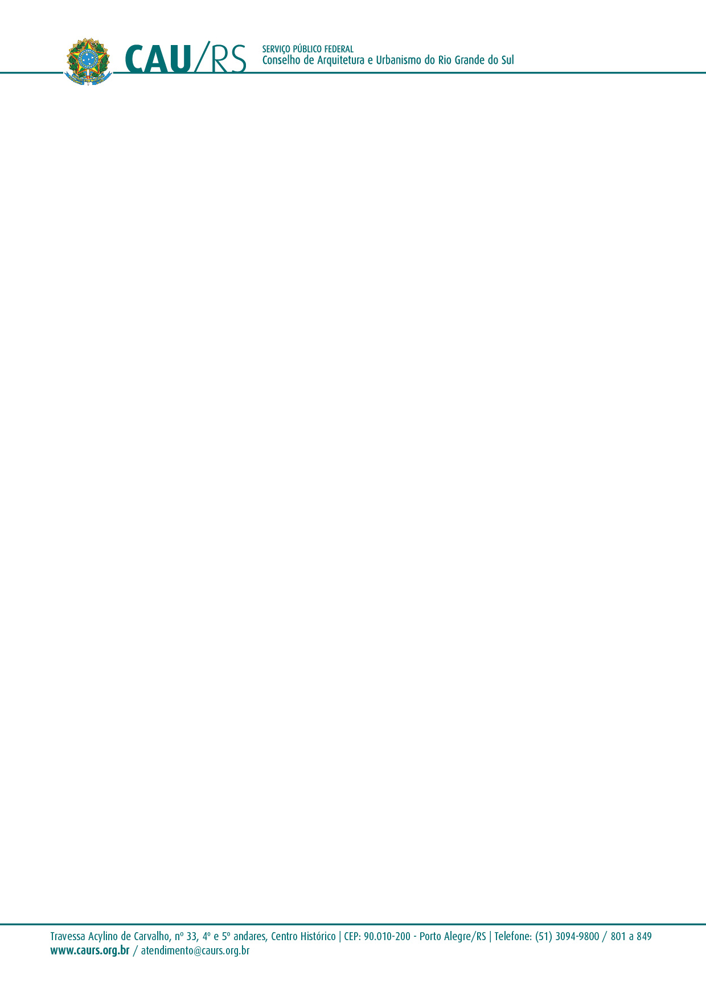 CAU/RS
SERVIÇO PÚBLICO FEDERAL
Conselho de Arquitetura e Urbanismo do Rio Grande do Sul
Travessa Acylino de Carvalho, nº 33, 4º e 5º andares, Centro Histórico | CEP: 90.010-200 - Porto Alegre/RS | Telefone: (51) 3094-9800 / 801 a 849
www.caurs.org.br / atendimento@caurs.org.br